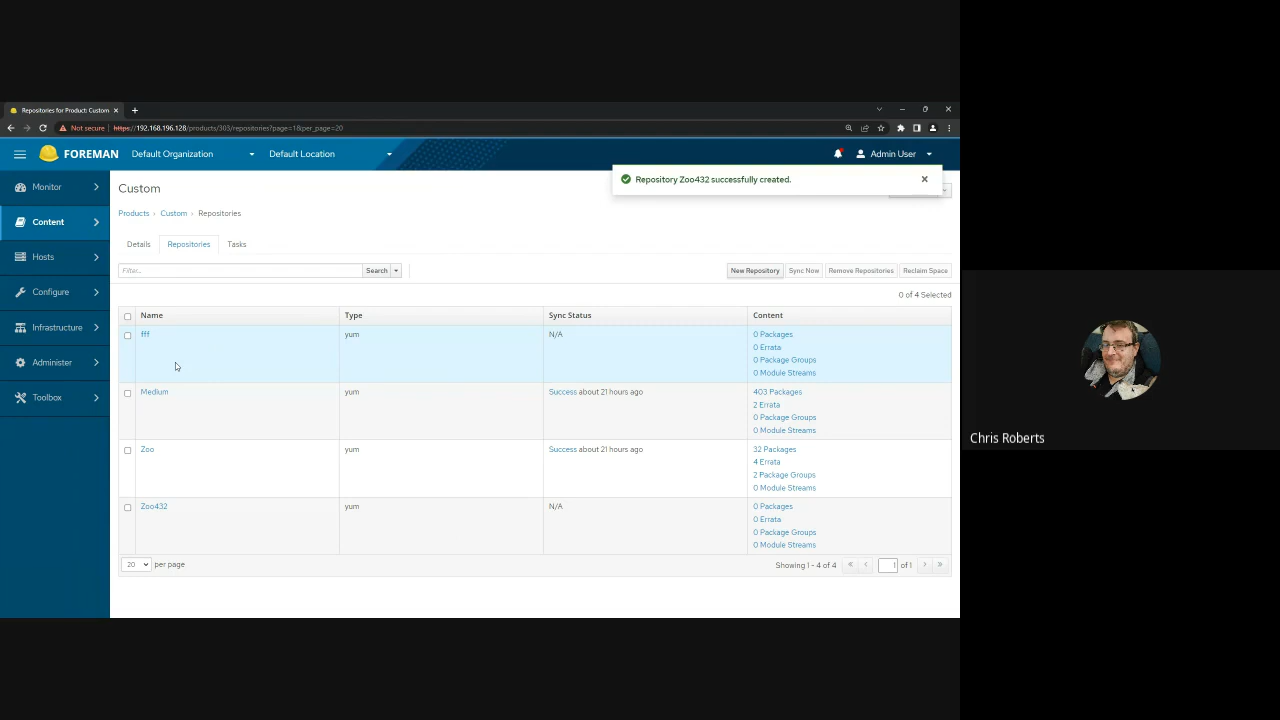 Repositories for Product: Custom
Not secure
https://192.168.196.128/products/303/repositories?page=1&per_page=20
FOREMAN
Default Organization
Default Location
Admin User
Repository Zoo432 successfully created.
Monitor
Content
Hosts
Configure
Infrastructure
Administer
Toolbox
Custom
Products › Custom › Repositories
Details Repositories Tasks
Filter... Search
New Repository Sync Now Remove Repositories Reclaim Space
0 of 4 Selected
Name Type Sync Status Content
fff yum N/A 0 Packages
0 Errata
0 Package Groups
0 Module Streams
Medium yum Success about 21 hours ago 403 Packages
2 Errata
0 Package Groups
0 Module Streams
Zoo yum Success about 21 hours ago 32 Packages
4 Errata
2 Package Groups
0 Module Streams
Zoo432 yum N/A 0 Packages
0 Errata
0 Package Groups
0 Module Streams
20 per page
Showing 1 - 4 of 4 « ‹ 1 of 1 › »
Chris Roberts